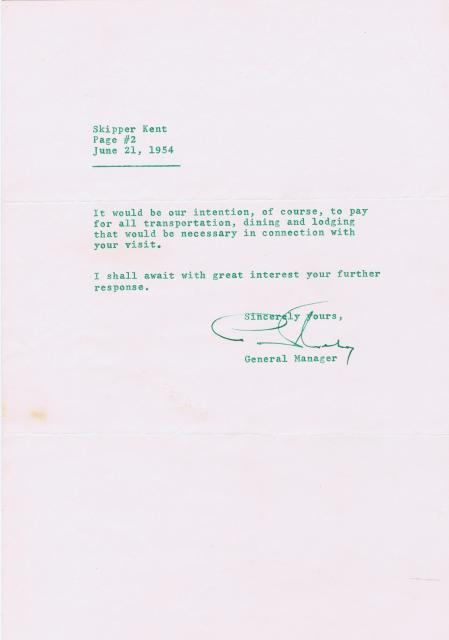 Skipper Kent
Page #2
June 21, 1954
It would be our intention, of course, to pay
for all transportation, dining and lodging
that would be necessary in connection with
your visit.
I shall await with great interest your further
response.
Sincerely yours,
General Manager